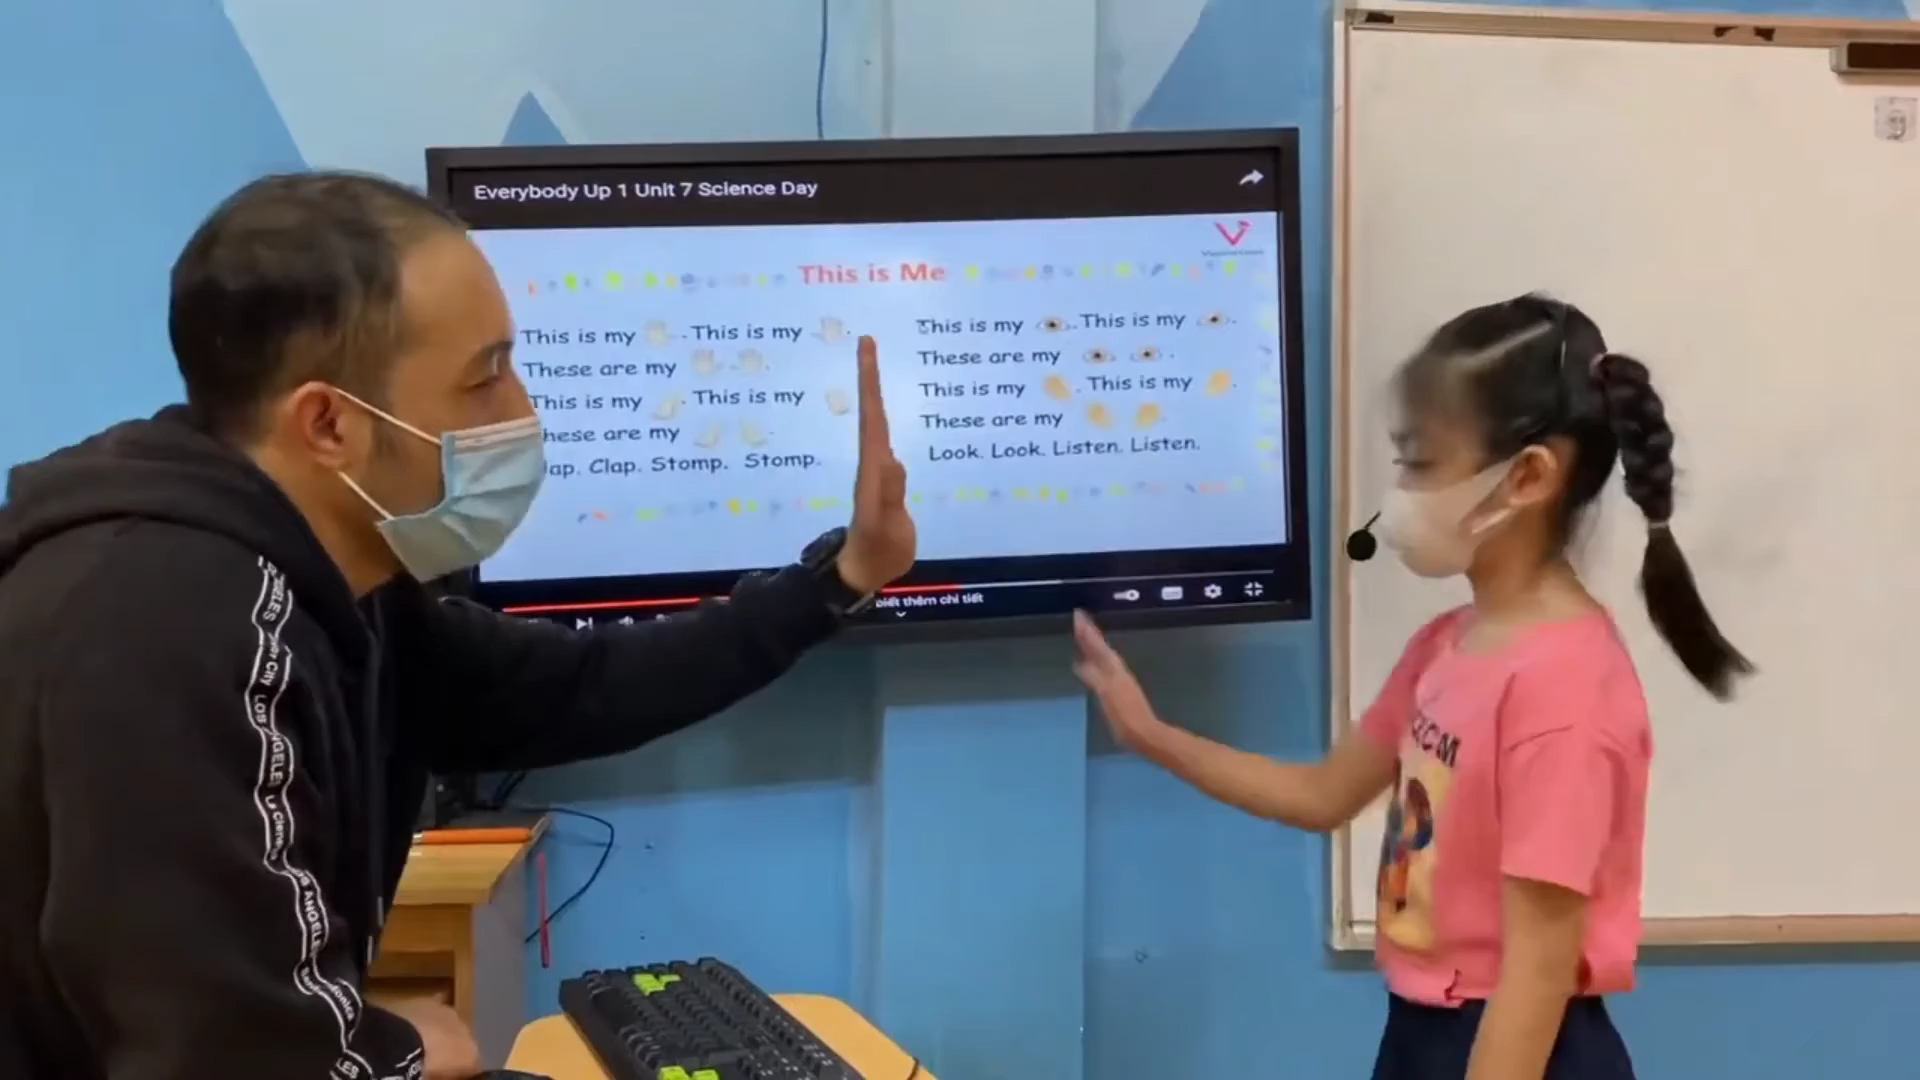 Everybody Up 1 Unit 7 Science Day
This is Me
This is my . This is my .
These are my .
This is my . This is my
hese are my .
lap. Clap. Stomp. Stomp.
This is my . This is my .
These are my .
This is my . This is my .
These are my .
Look. Look. Listen. Listen.
biết thêm chi tiết
LOS ANGELES